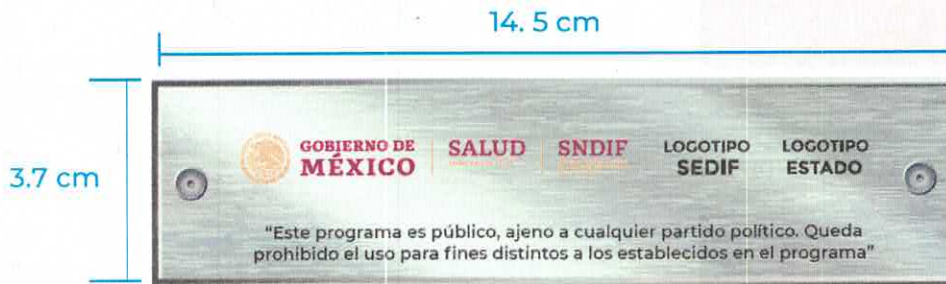 14. 5 cm
3.7 cm
GOBIERNO DE
MÉXICO
SALUD
SNDIF
LOGOTIPO
SEDIF
LOGOTIPO
ESTADO
"Este programa es público, ajeno a cualquier partido político. Queda
prohibido el uso para fines distintos a los establecidos en el programa"